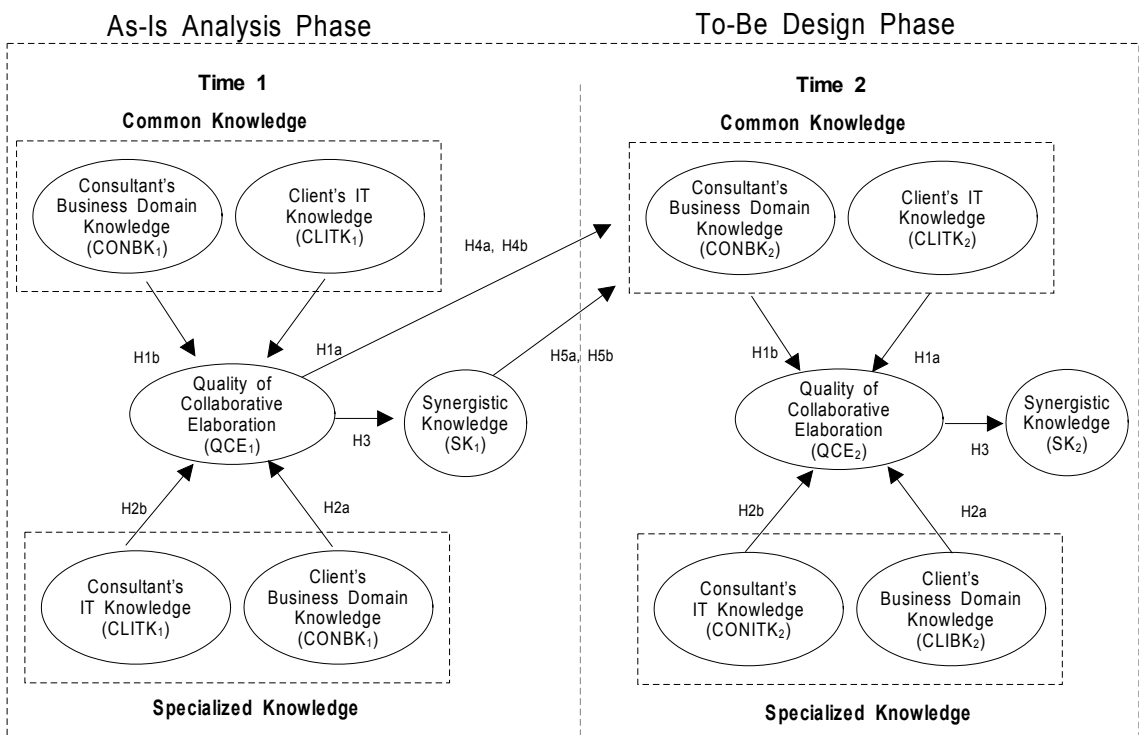 As-Is Analysis Phase
To-Be Design Phase
Time 1
Common Knowledge
Consultant's
Business Domain
Knowledge
(CONBK₁)
Client's IT
Knowledge
(CLITK₁)
H1b
H1a
H4a, H4b
Quality of
Collaborative
Elaboration
(QCE₁)
H3
Synergistic
Knowledge
(SK₁)
H5a, H5b
H2b
H2a
Consultant's
IT Knowledge
(CLITK₁)
Client's
Business Domain
Knowledge
(CONBK₁)
Specialized Knowledge
Time 2
Common Knowledge
Consultant's
Business Domain
Knowledge
(CONBK₂)
Client's IT
Knowledge
(CLITK₂)
H1b
H1a
Quality of
Collaborative
Elaboration
(QCE₂)
H3
Synergistic
Knowledge
(SK₂)
H2b
H2a
Consultant's
IT Knowledge
(CONITK₂)
Client's
Business Domain
Knowledge
(CLIBK₂)
Specialized Knowledge